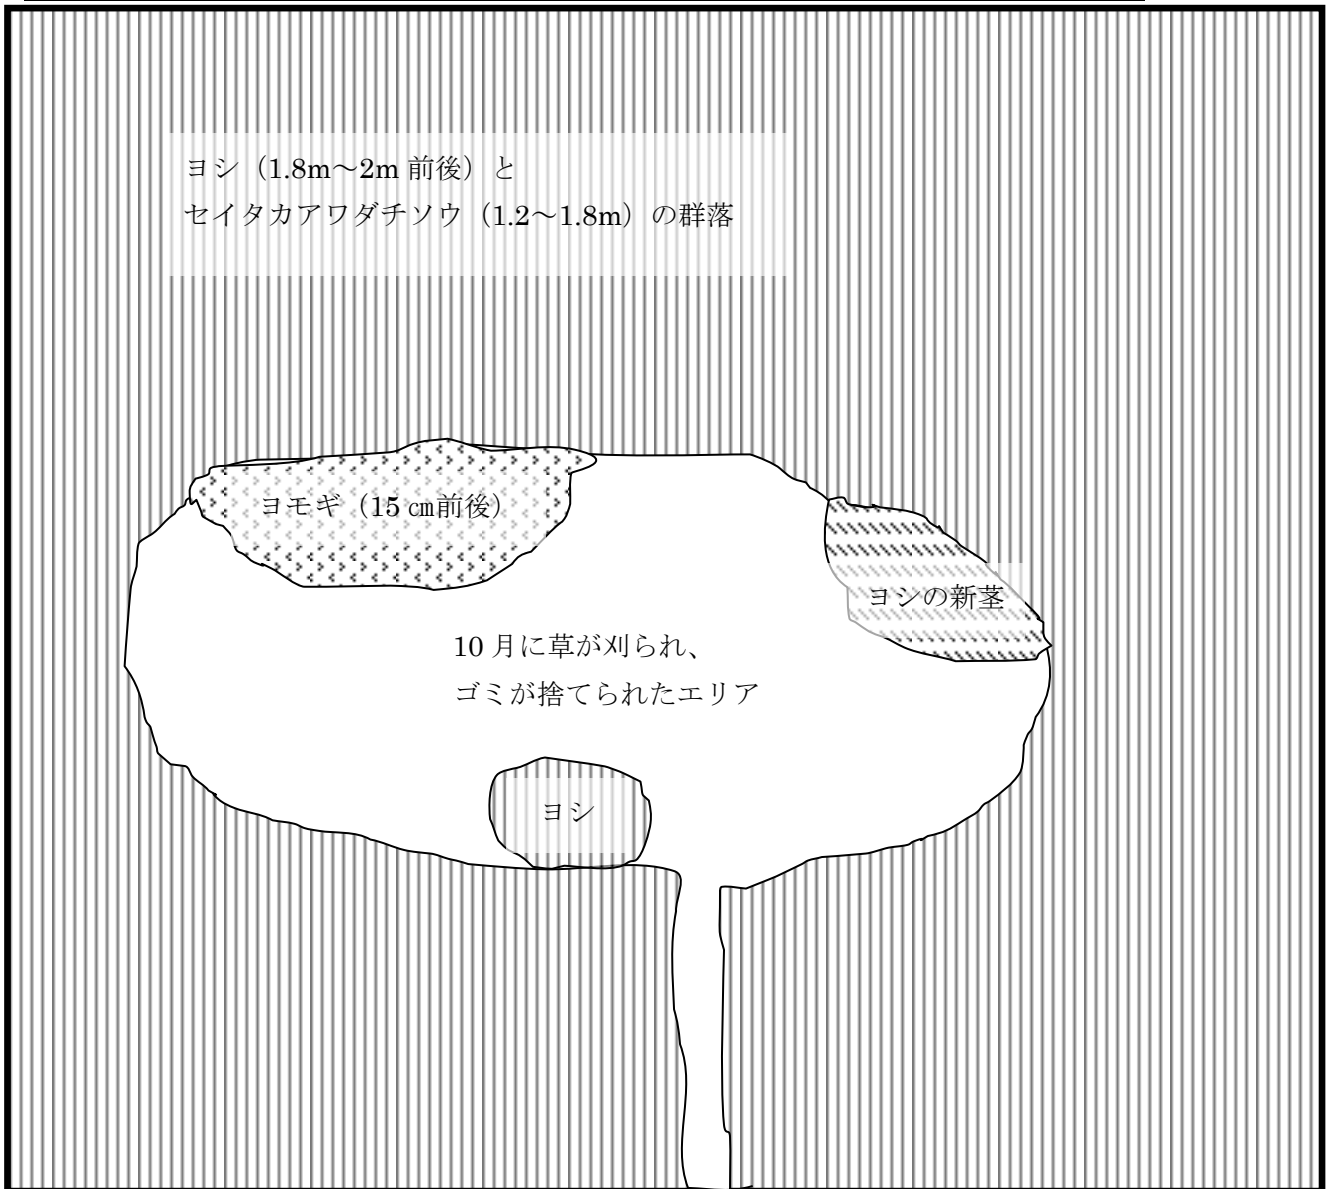 ヨシ（1.8m～2m 前後）と
セイタカアワダチソウ（1.2～1.8m）の群落
ヨモギ（15 ㎝前後）
ヨシの新茎
10 月に草が刈られ、
ゴミが捨てられたエリア
ヨシ